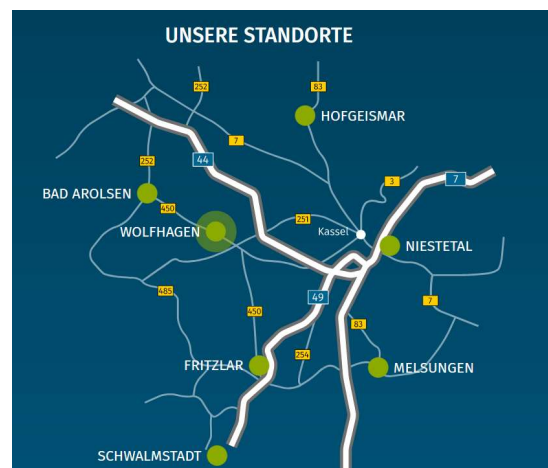 UNSERE STANDORTE
252
83
HOFGEISMAR
7
44
252
3
7
BAD AROLSEN
450
251
WOLFHAGEN
Kassel
NIESTETAL
485
49
7
450
83
254
FRITZLAR
MELSUNGEN
SCHWALMSTADT